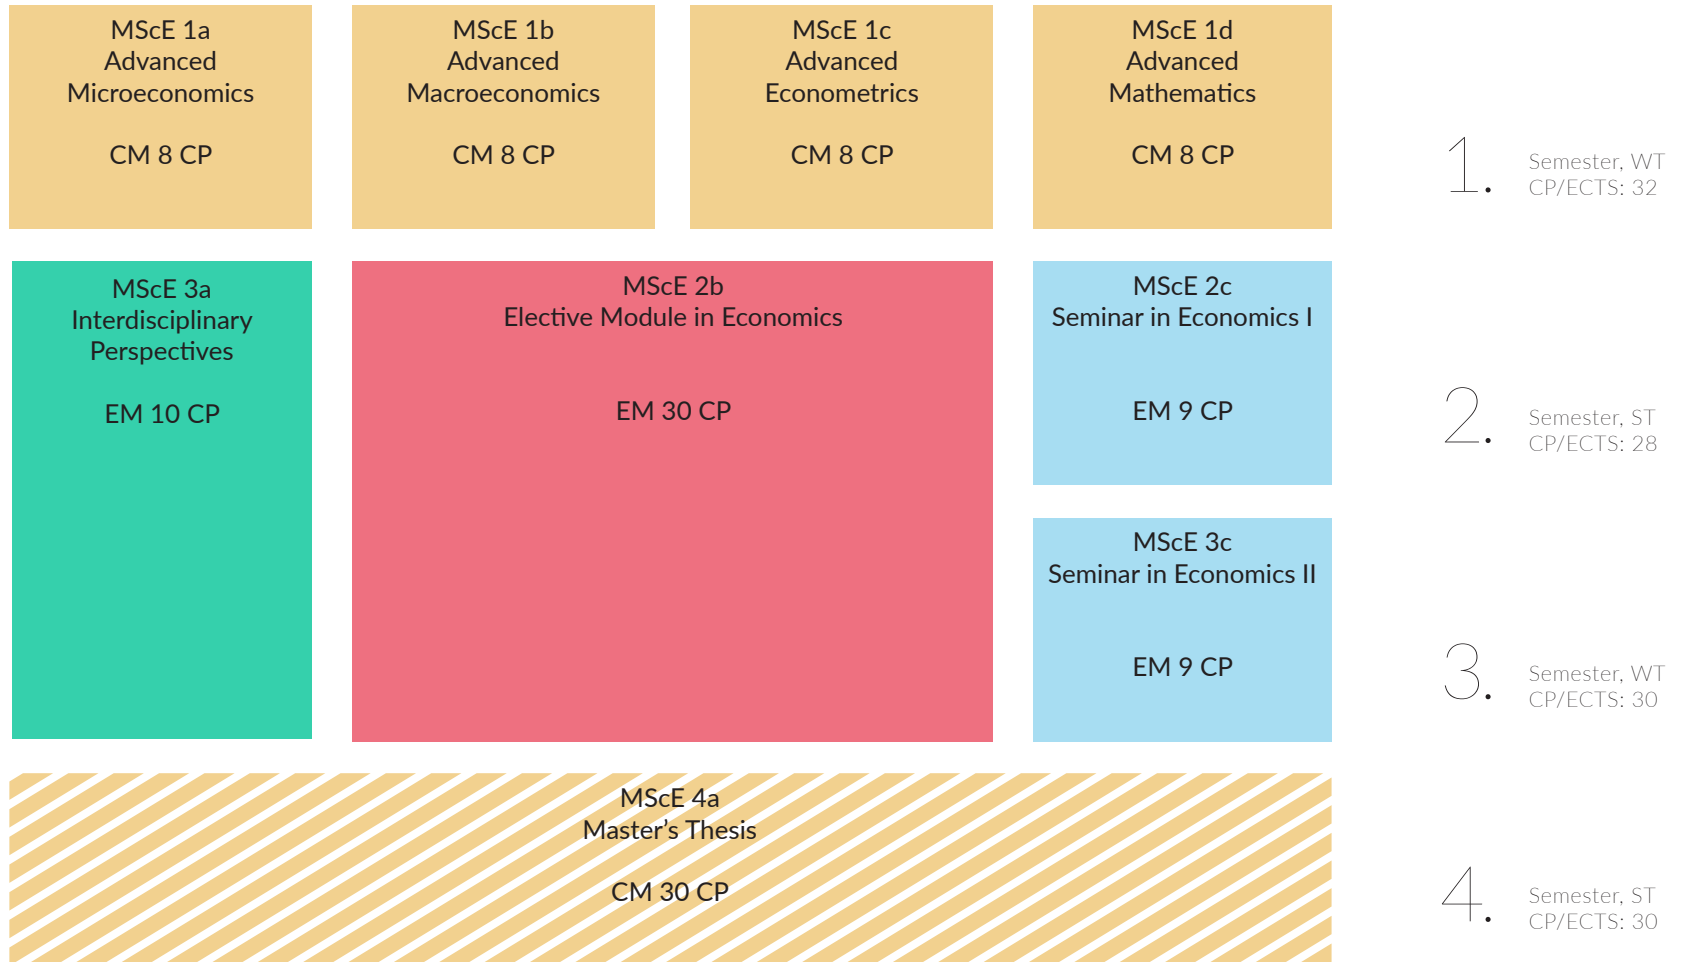 MScE 1a
Advanced
Microeconomics
CM 8 CP
MScE 1b
Advanced
Macroeconomics
CM 8 CP
MScE 1c
Advanced
Econometrics
CM 8 CP
MScE 1d
Advanced
Mathematics
CM 8 CP
1.
Semester, WT
CP/ECTS: 32
MScE 3a
Interdisciplinary
Perspectives
EM 10 CP
MScE 2b
Elective Module in Economics
EM 30 CP
MScE 2c
Seminar in Economics I
EM 9 CP
2.
Semester, ST
CP/ECTS: 28
MScE 3c
Seminar in Economics II
EM 9 CP
3.
Semester, WT
CP/ECTS: 30
MScE 4a
Master’s Thesis
CM 30 CP
4.
Semester, ST
CP/ECTS: 30